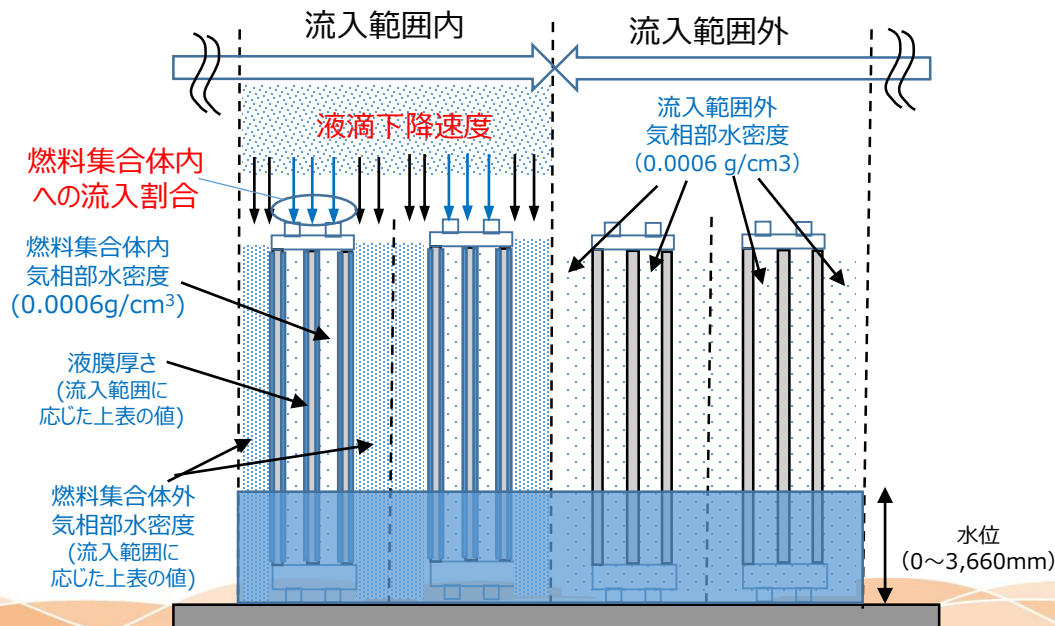 流入範囲内
流入範囲外
液滴下降速度
燃料集合体内
への流入割合
流入範囲外
気相部水密度
（0.0006 g/cm3）
燃料集合体内
気相部水密度
(0.0006g/cm³)
液膜厚さ
(流入範囲に
応じた上表の値)
燃料集合体外
気相部水密度
(流入範囲に
応じた上表の値)
水位
（0～3,660mm）